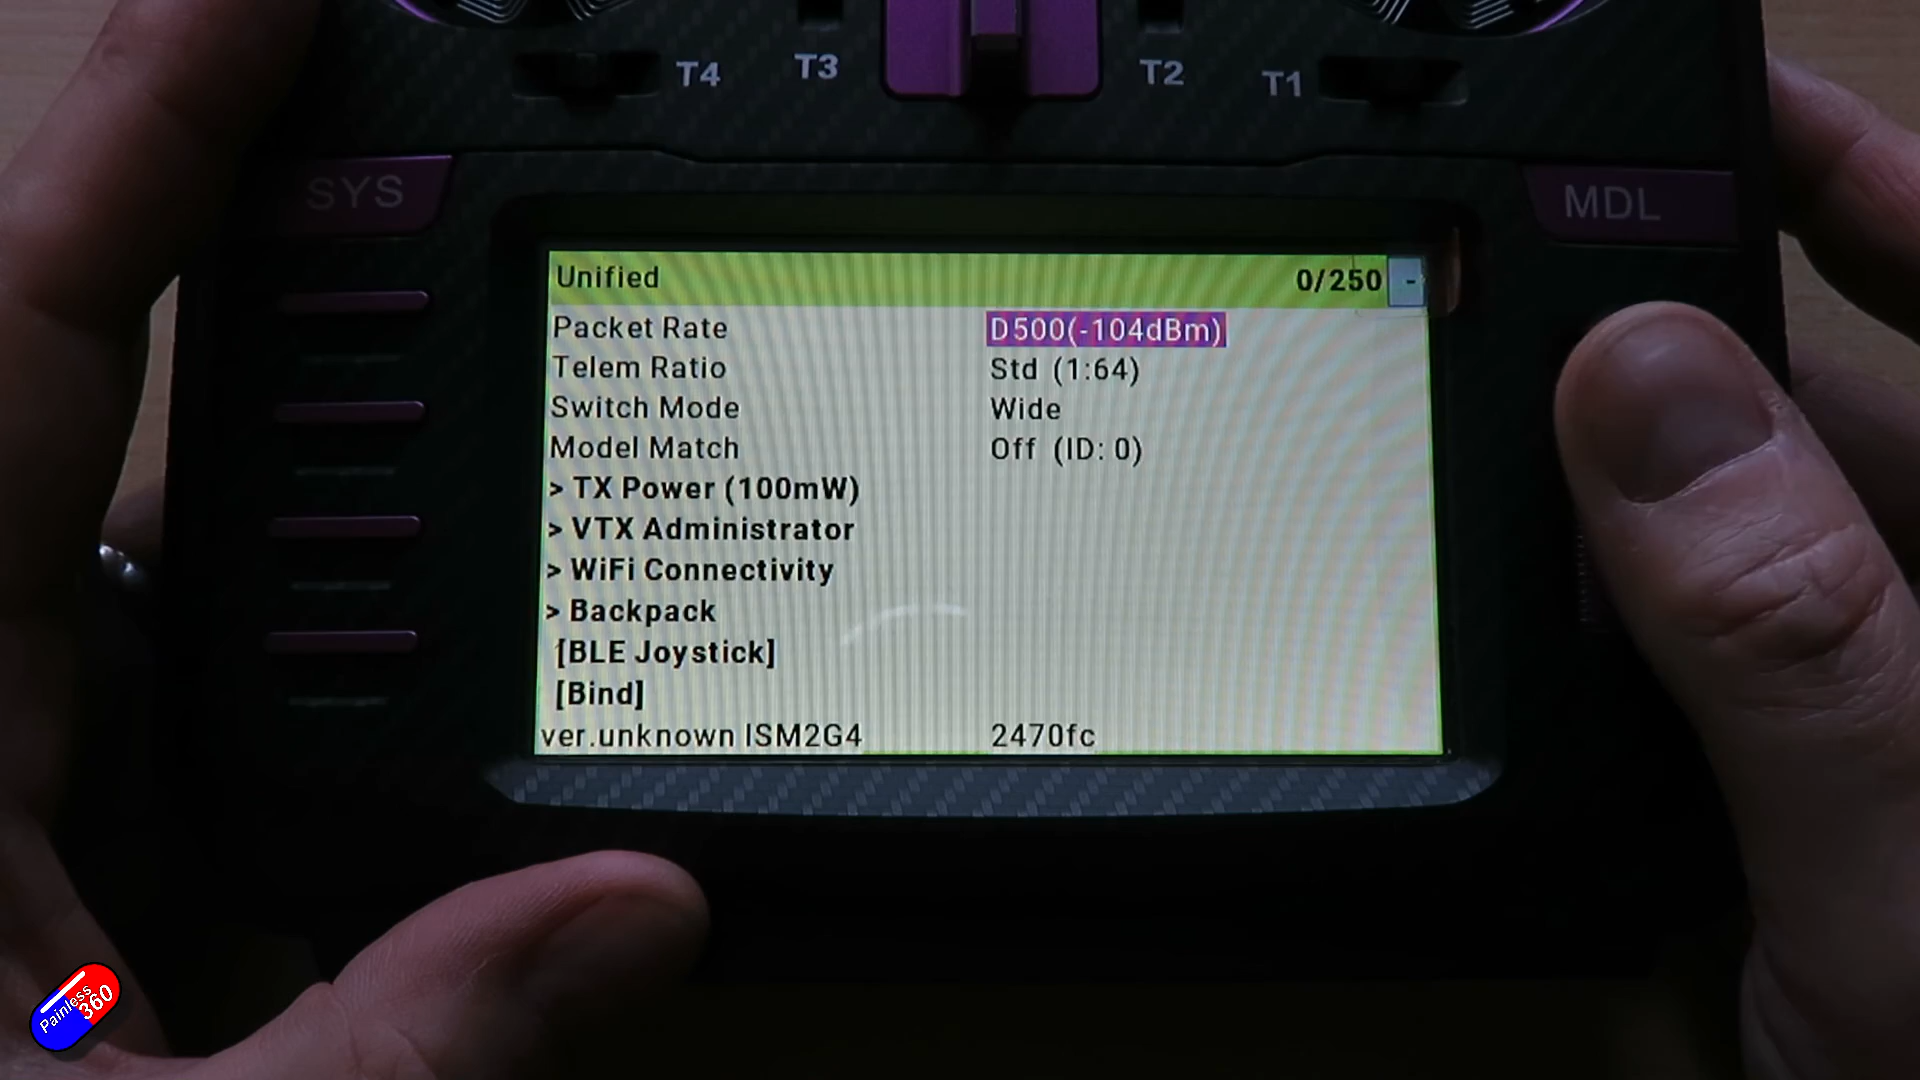 T4 T3 T2 T1
SYS MDL
Unified 0/250 -
Packet Rate D500(-104dBm)
Telem Ratio Std (1:64)
Switch Mode Wide
Model Match Off (ID: 0)
> TX Power (100mW)
> VTX Administrator
> WiFi Connectivity
> Backpack
[BLE Joystick]
[Bind]
ver.unknown ISM2G4 2470fc
Painless
360